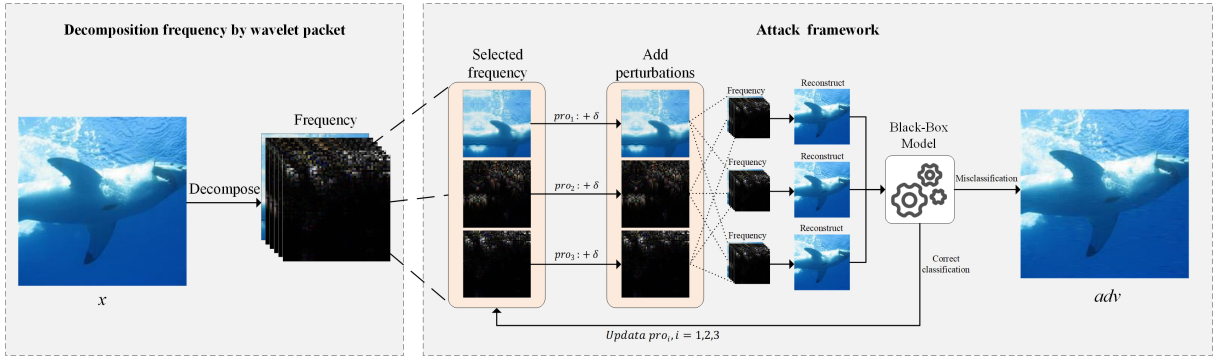 Decomposition frequency by wavelet packet
x
Decompose
Frequency
Attack framework
Selected
frequency
pro₁: + δ
pro₂: + δ
pro₃: + δ
Add
perturbations
Frequency
Frequency
Frequency
Reconstruct
Reconstruct
Reconstruct
Black-Box
Model
Misclassification
Correct
classification
Updata proᵢ, i = 1,2,3
adv